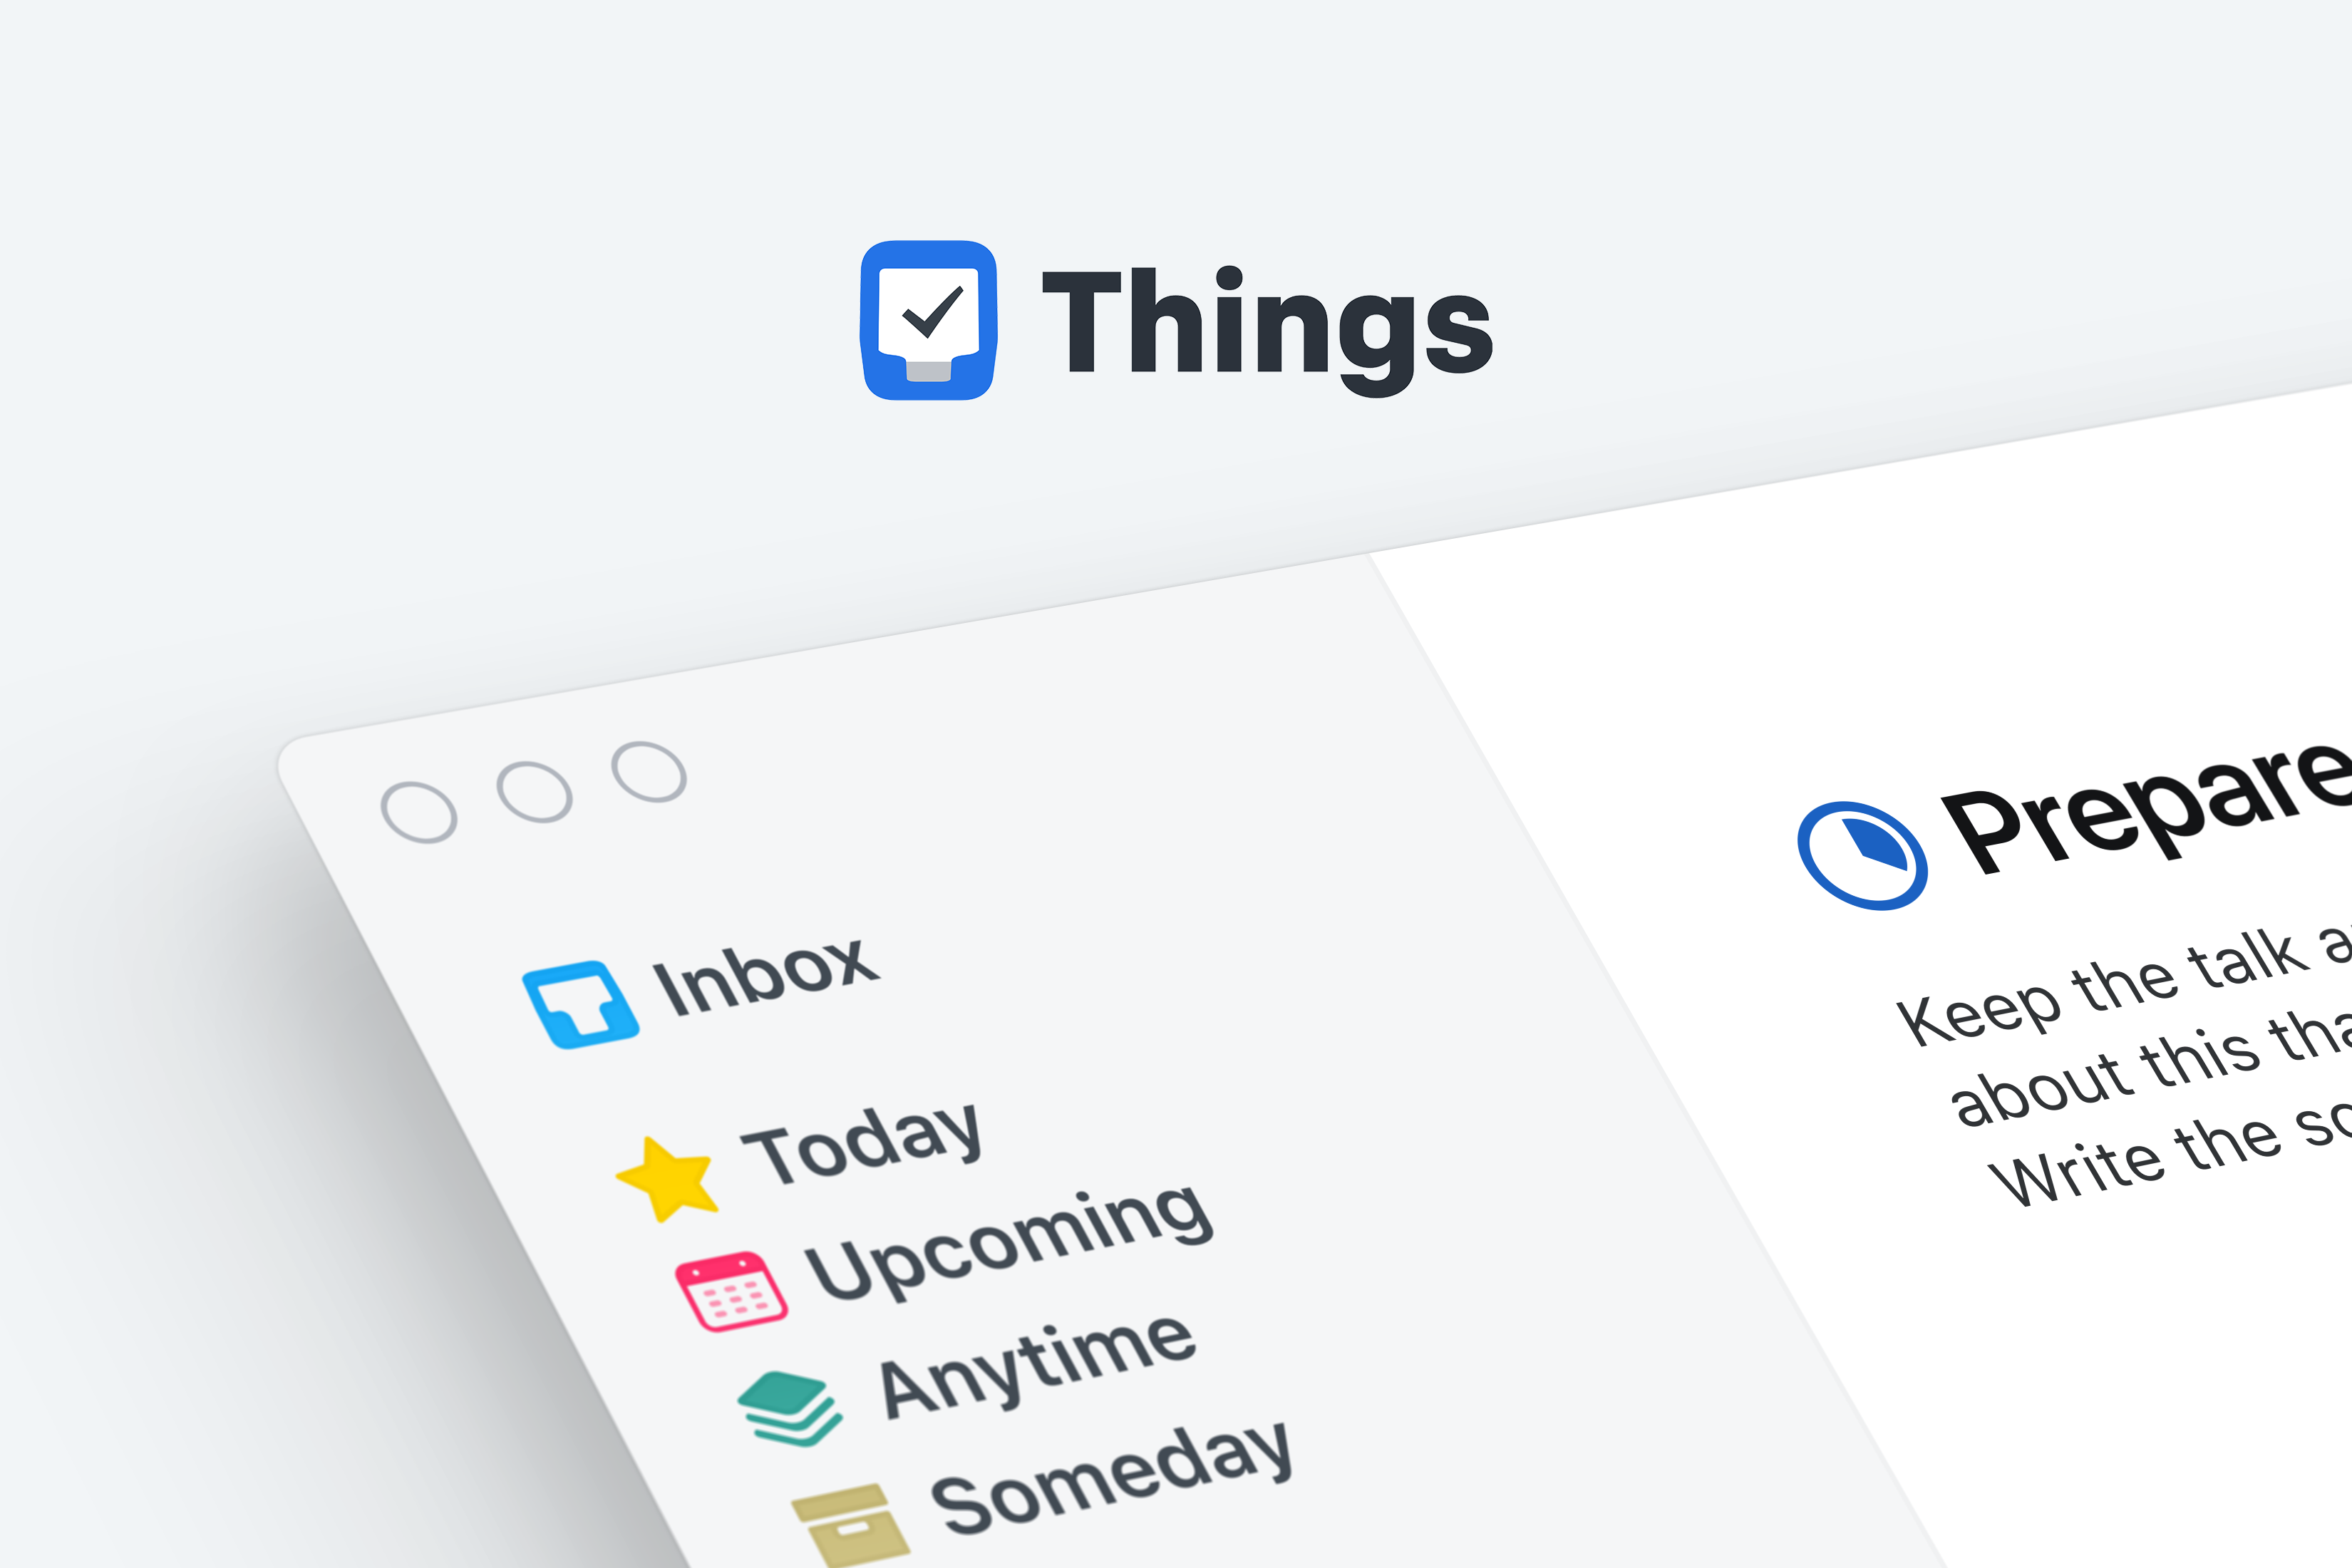 Things
Inbox
Today
Upcoming
Anytime
Someday
Prepare
Keep the talk
about this
Write the